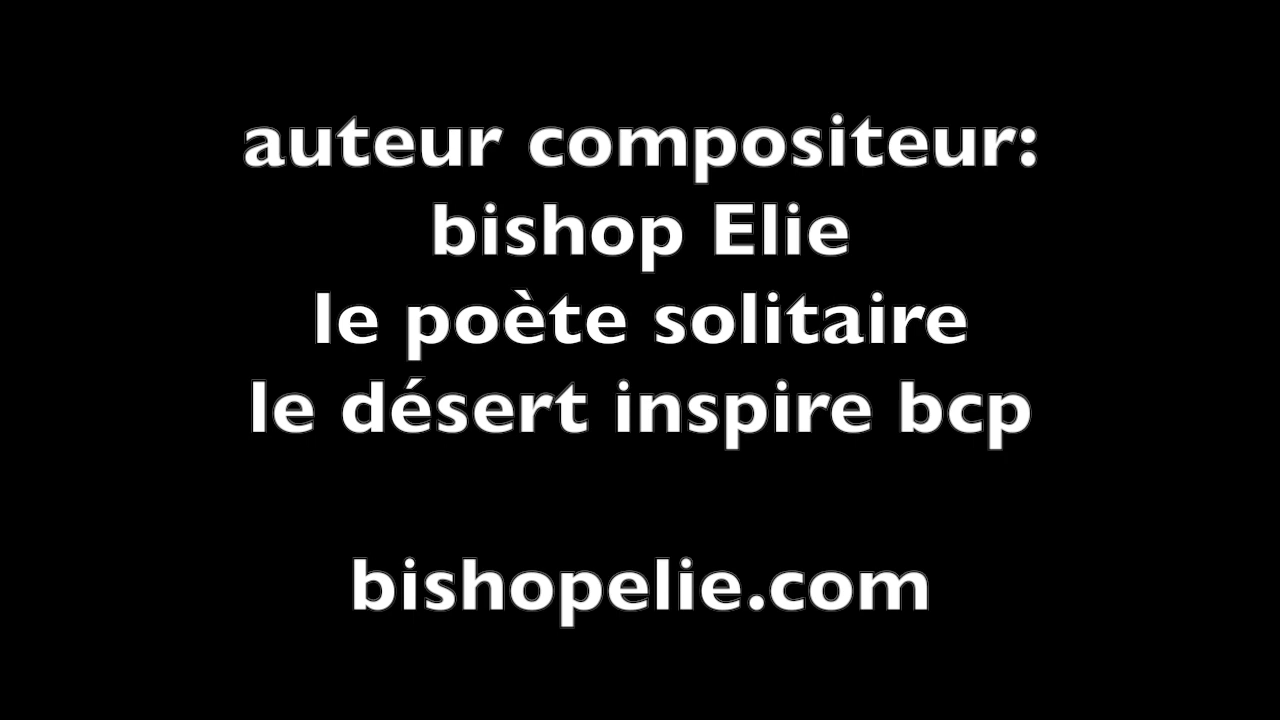 auteur compositeur:
bishop Elie
le poète solitaire
le désert inspire bcp
bishopelie.com